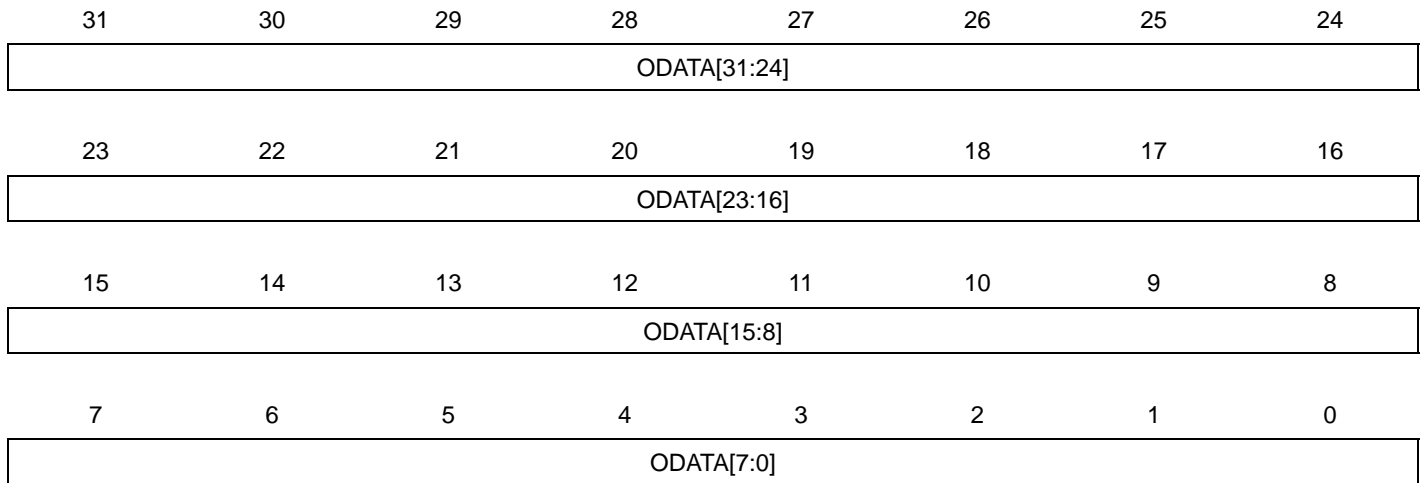 31 30 29 28 27 26 25 24
ODATA[31:24]
23 22 21 20 19 18 17 16
ODATA[23:16]
15 14 13 12 11 10 9 8
ODATA[15:8]
7 6 5 4 3 2 1 0
ODATA[7:0]